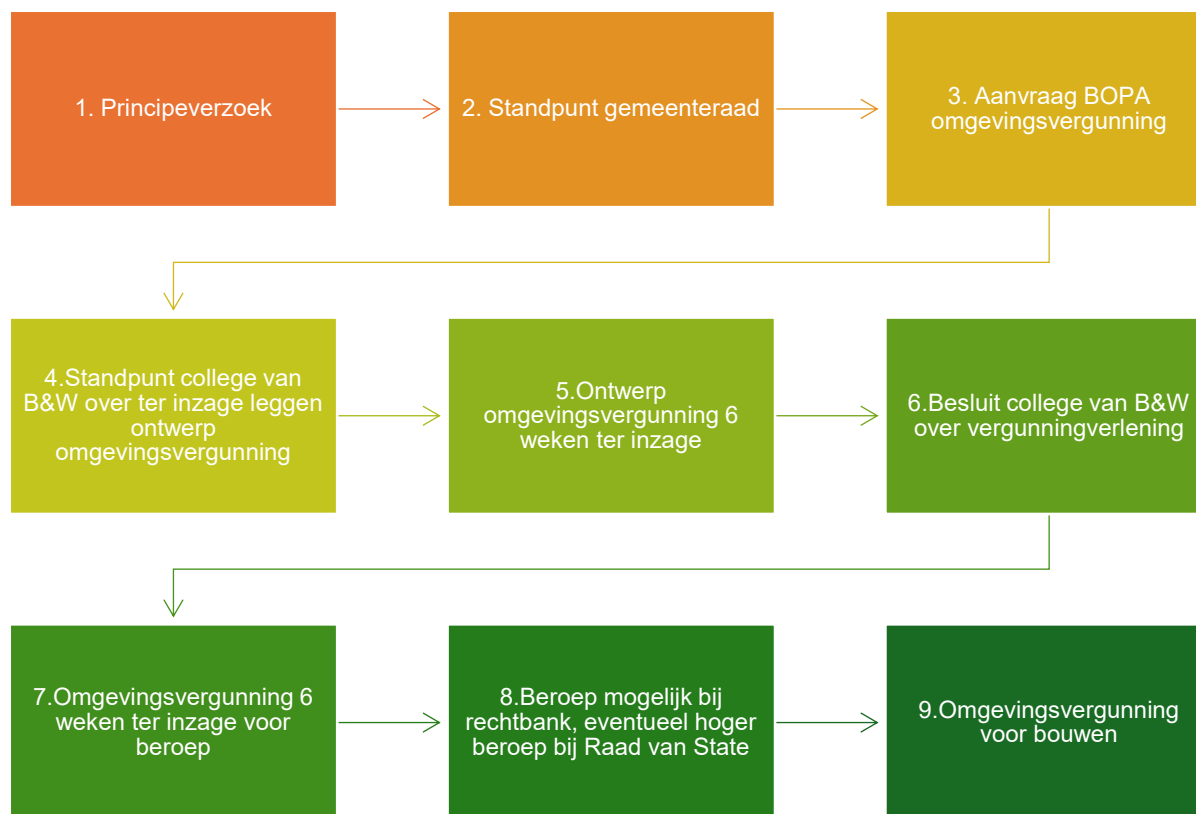 1. Principeverzoek
2. Standpunt gemeenteraad
3. Aanvraag BOPA
omgevingsvergunning
4.Standpunt college van
B&W over ter inzage leggen
ontwerp
omgevingsvergunning
5.Ontwerp
omgevingsvergunning 6
weken ter inzage
6.Besluit college van B&W
over vergunningverlening
7.Omgevingsvergunning 6
weken ter inzage voor
beroep
8.Beroep mogelijk bij
rechtbank, eventueel hoger
beroep bij Raad van State
9.Omgevingsvergunning
voor bouwen